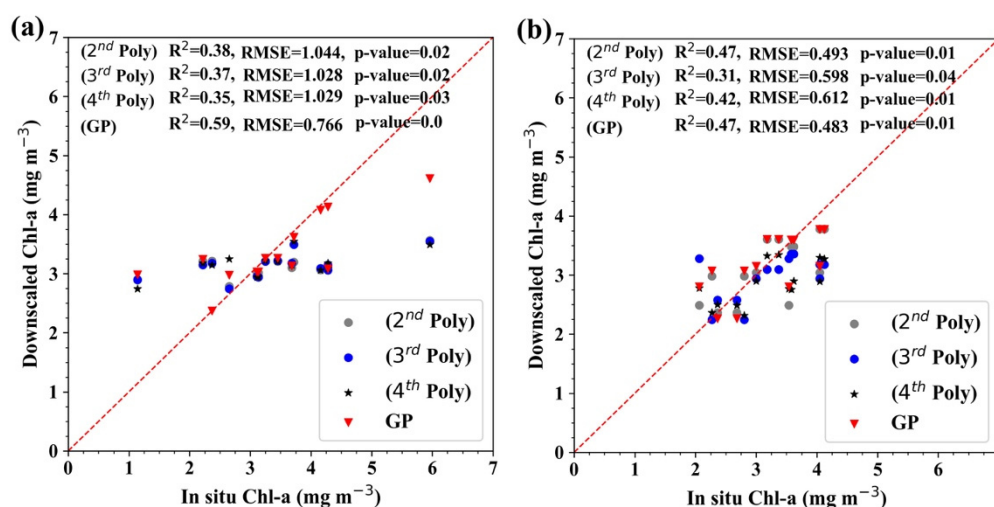 (a)
(2nd Poly) R2=0.38, RMSE=1.044, p-value=0.02
(3rd Poly) R2=0.37, RMSE=1.028, p-value=0.02
(4th Poly) R2=0.35, RMSE=1.029, p-value=0.03
(GP) R2=0.59, RMSE=0.766, p-value=0.0
Downscaled Chl-a (mg m−3)
7
6
5
4
3
2
1
0
(2nd Poly)
(3rd Poly)
(4th Poly)
GP
0 1 2 3 4 5 6 7
In situ Chl-a (mg m−3)
(b)
(2nd Poly) R2=0.47, RMSE=0.493, p-value=0.01
(3rd Poly) R2=0.31, RMSE=0.598, p-value=0.04
(4th Poly) R2=0.42, RMSE=0.612, p-value=0.01
(GP) R2=0.47, RMSE=0.483, p-value=0.01
Downscaled Chl-a (mg m−3)
7
6
5
4
3
2
1
0
(2nd Poly)
(3rd Poly)
(4th Poly)
GP
0 1 2 3 4 5 6
In situ Chl-a (mg m−3)